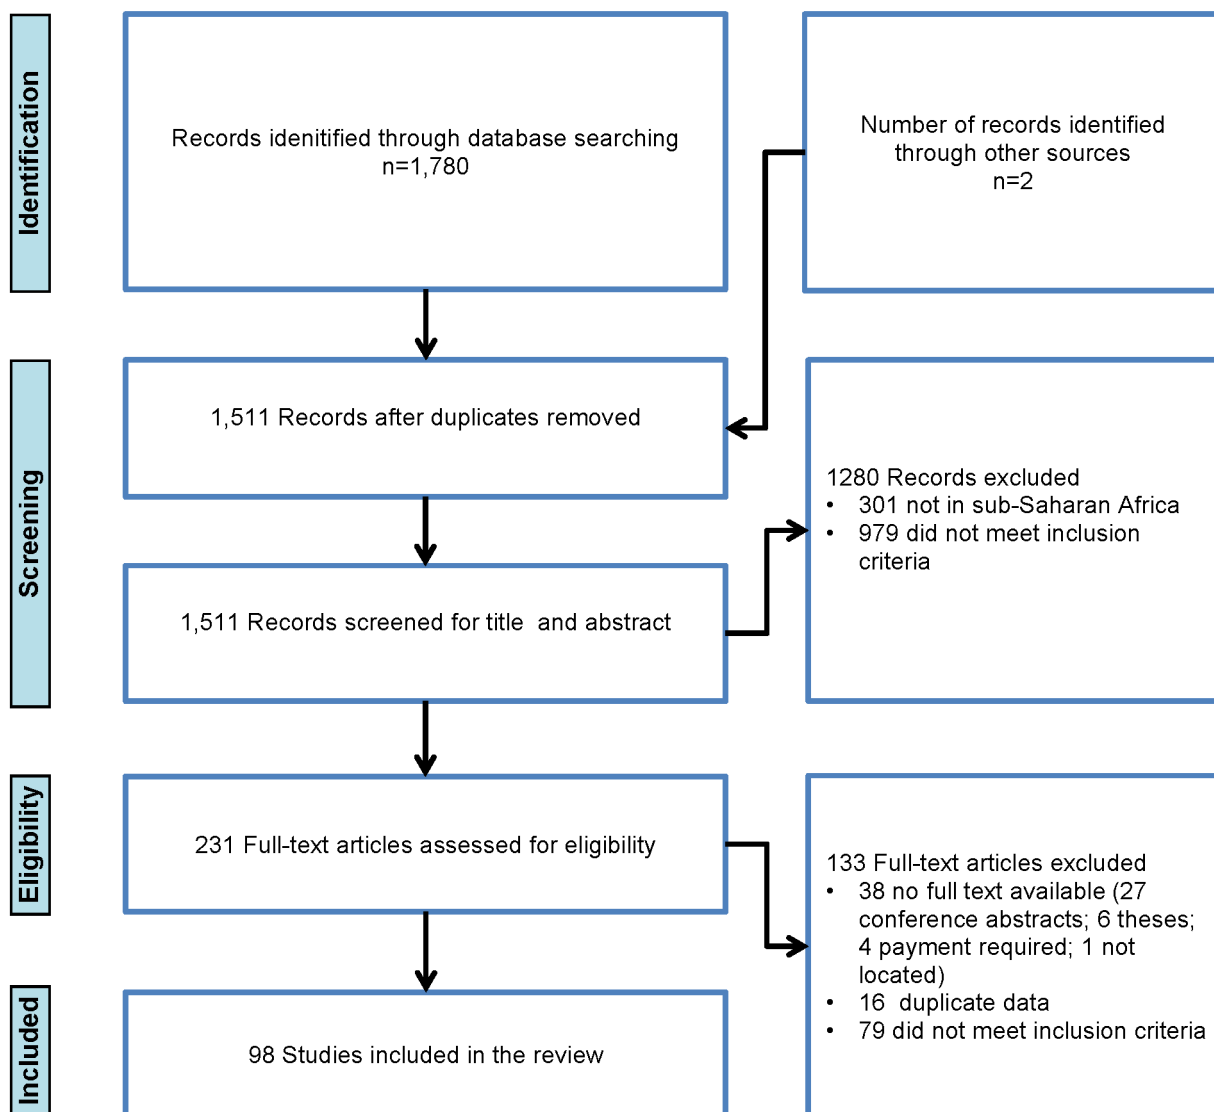 Identification
Records idenitified through database searching
n=1,780
Number of records identified
through other sources
n=2
Screening
1,511 Records after duplicates removed
1280 Records excluded
• 301 not in sub-Saharan Africa
• 979 did not meet inclusion
criteria
1,511 Records screened for title and abstract
Eligibility
231 Full-text articles assessed for eligibility
133 Full-text articles excluded
• 38 no full text available (27
conference abstracts; 6 theses;
4 payment required; 1 not
located)
• 16 duplicate data
• 79 did not meet inclusion criteria
Included
98 Studies included in the review